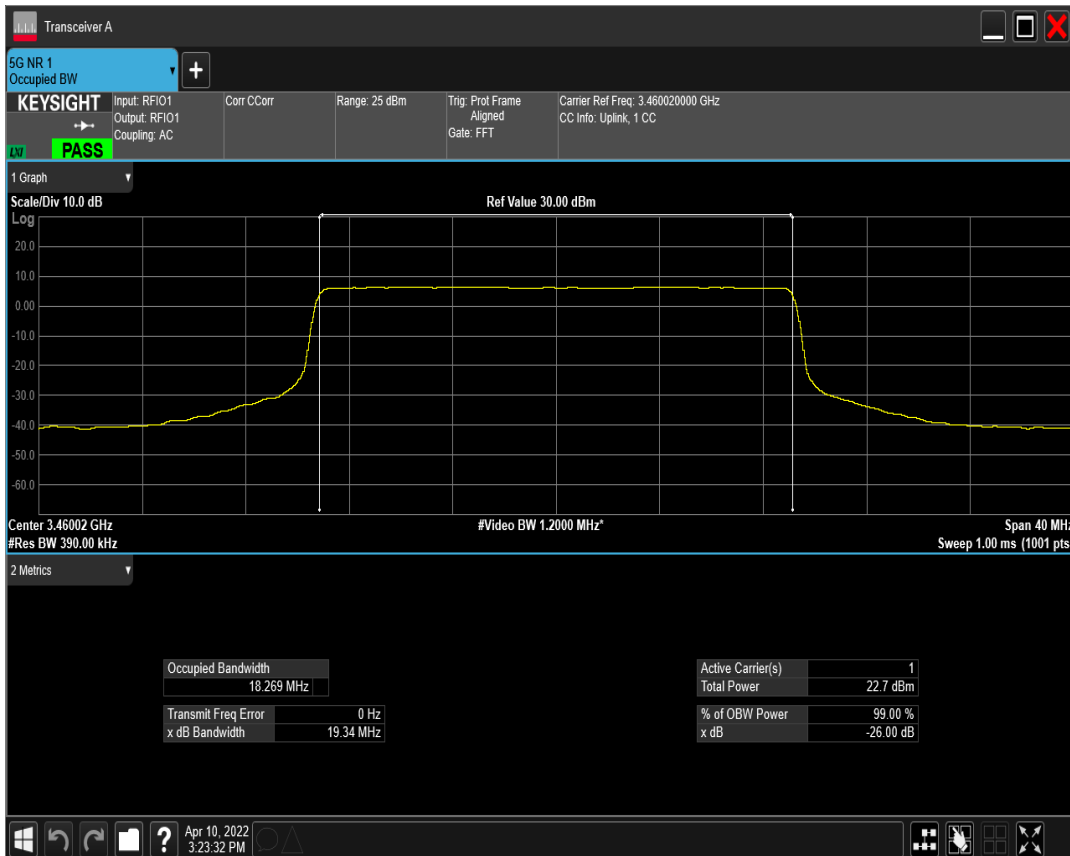 Transceiver A
5G NR 1
Occupied BW
+
KEYSIGHT
Input: RFIO1
Output: RFIO1
Coupling: AC
Corr CCorr
Range: 25 dBm
Trig: Prot Frame
Aligned
Gate: FFT
Carrier Ref Freq: 3.460020000 GHz
CC Info: Uplink, 1 CC
LXI
PASS
1 Graph
Scale/Div 10.0 dB
Ref Value 30.00 dBm
Log
20.0
10.0
0.00
-10.0
-20.0
-30.0
-40.0
-50.0
-60.0
Center 3.46002 GHz
#Video BW 1.2000 MHz*
Span 40 MHz
#Res BW 390.00 kHz
Sweep 1.00 ms (1001 pts
2 Metrics
Occupied Bandwidth
18.269 MHz
Transmit Freq Error 0 Hz
x dB Bandwidth 19.34 MHz
Active Carrier(s) 1
Total Power 22.7 dBm
% of OBW Power 99.00 %
x dB -26.00 dB
?
Apr 10, 2022
3:23:32 PM